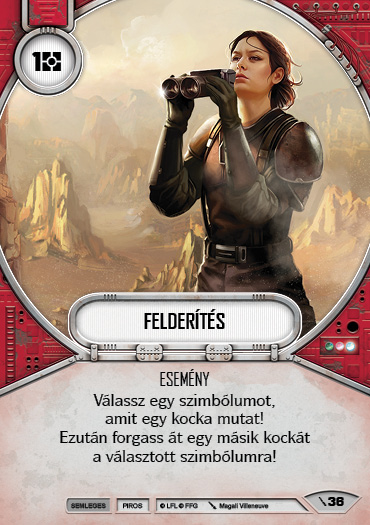 1
FELDERÍTÉS
ESEMÉNY
Válassz egy szimbólumot,
amit egy kocka mutat!
Ezután forgass át egy másik kockát
a választott szimbólumra!
SEMLEGES PIROS © LFL © FFG Magali Villeneuve 36